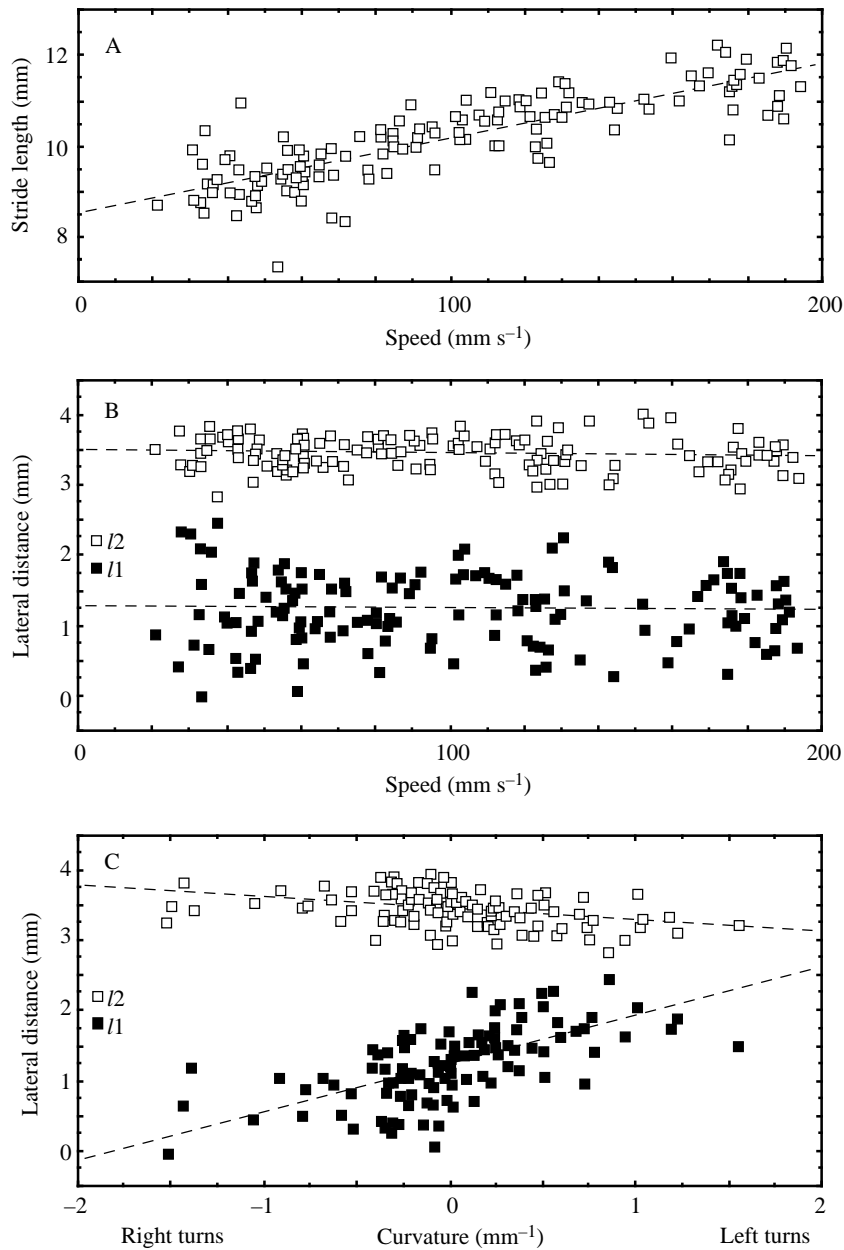 A
Stride length (mm)
12
10
8
0
100
200
Speed (mm s⁻¹)
B
Lateral distance (mm)
4
3
2
1
0
l2
l1
0
100
200
Speed (mm s⁻¹)
C
Lateral distance (mm)
4
3
2
1
0
l2
l1
–2
–1
0
1
2
Right turns
Curvature (mm⁻¹)
Left turns